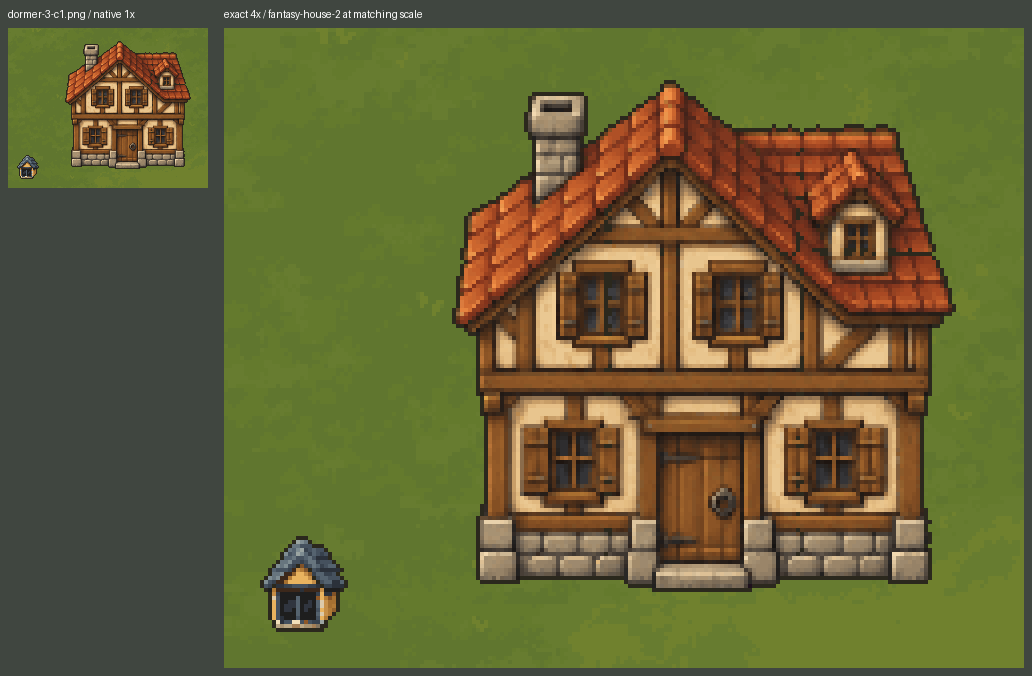 dormer-3-c1.png / native 1x
exact 4x / fantasy-house-2 at matching scale